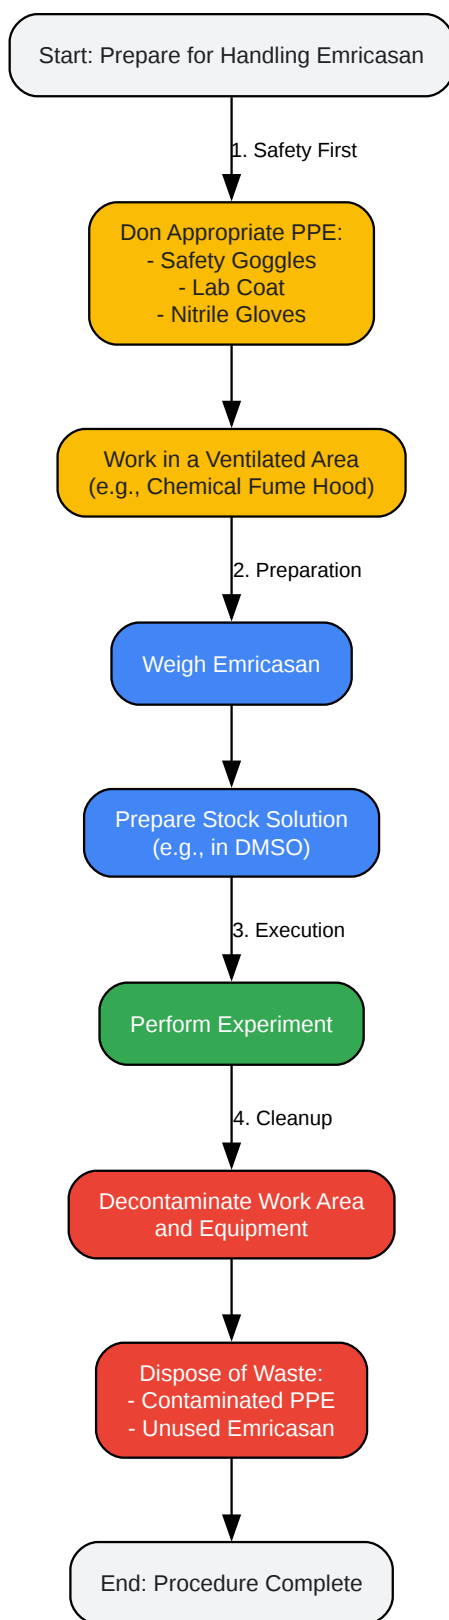 Start: Prepare for Handling Emricasan
1. Safety First
Don Appropriate PPE:
- Safety Goggles
- Lab Coat
- Nitrile Gloves
Work in a Ventilated Area
(e.g., Chemical Fume Hood)
2. Preparation
Weigh Emricasan
Prepare Stock Solution
(e.g., in DMSO)
3. Execution
Perform Experiment
4. Cleanup
Decontaminate Work Area
and Equipment
Dispose of Waste:
- Contaminated PPE
- Unused Emricasan
End: Procedure Complete